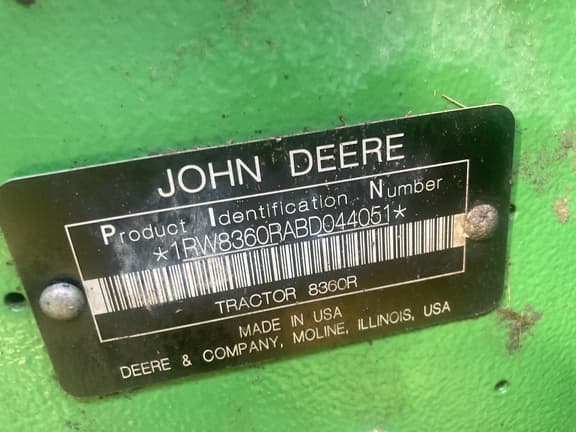 JOHN DEERE
Product Identification Number
*1RW8360RABD044051*
TRACTOR 8360R
MADE IN USA
DEERE & COMPANY, MOLINE, ILLINOIS, USA